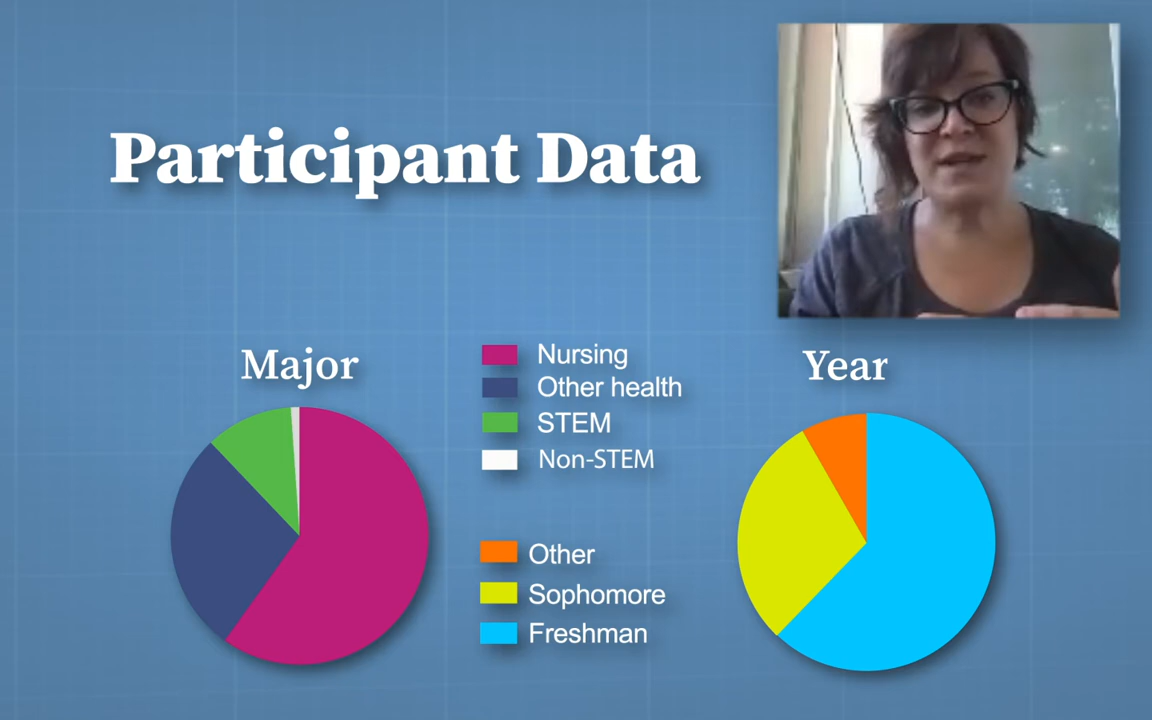 Participant Data
Major
Nursing
Other health
STEM
Non-STEM
Year
Other
Sophomore
Freshman